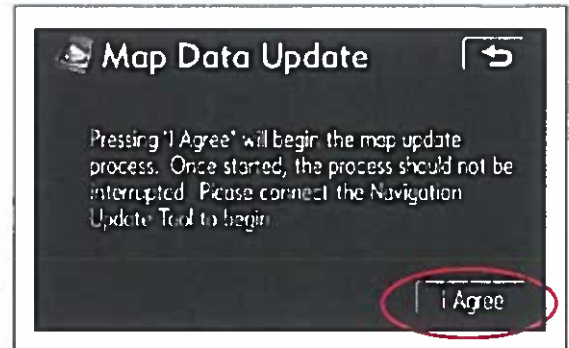 Map Data Update
Pressing "I Agree" will begin the map update
process. Once started, the process should not be
interrupted. Please connect the Navigation
Update Tool to begin
I Agree